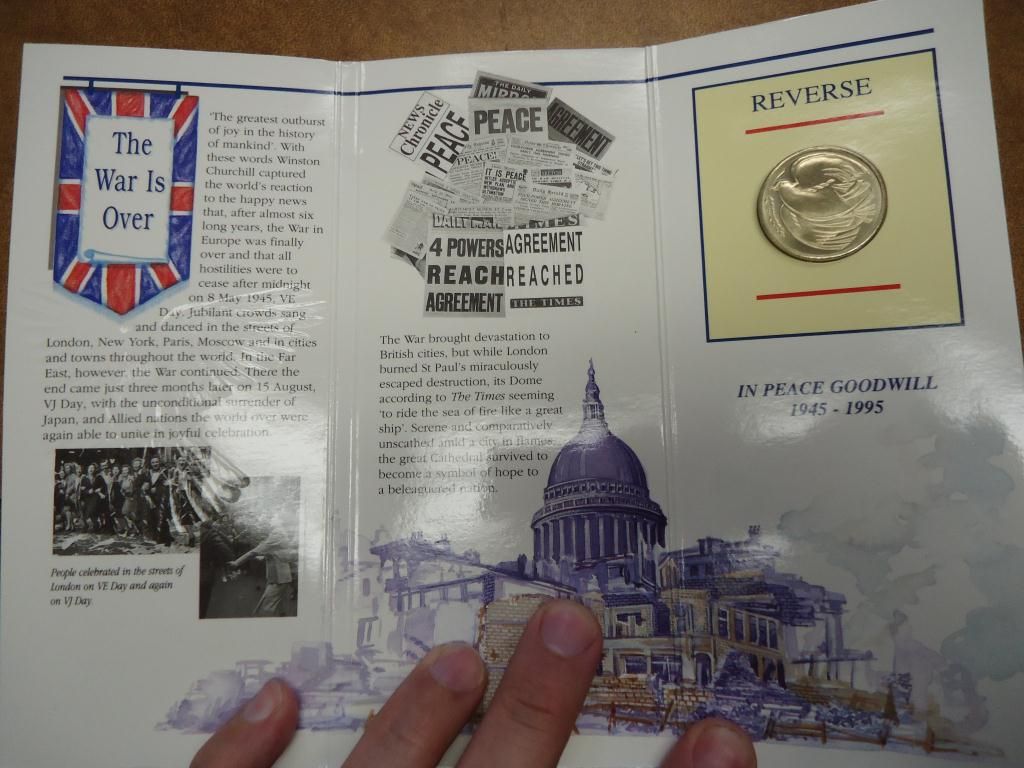 The
War Is
Over
'The greatest outburst
of joy in the history
of mankind'. With
these words Winston
Churchill captured
the world's reaction
to the happy news
that, after almost six
long years, the War in
Europe was finally
over and that all
hostilities were to
cease after midnight
on 8 May 1945, VE
Day. Jubilant crowds sang
and danced in the streets of
London, New York, Paris, Moscow and in cities
and towns throughout the world. In the Far
East, however, the War continued. There the
end came just three months later on 15 August,
VJ Day, with the unconditional surrender of
Japan, and Allied nations the world over were
again able to unite in joyful celebration.
People celebrated in the streets of
London on VE Day and again
on VJ Day.
THE DAILY
MIRRO
NEWS
Chronicle
PEACE
PEACE
AGREEMENT
PEACE!
IT IS PEACE
Daily Herald
DAILY MAIL
TIMES
4 POWERS
REACH
AGREEMENT
AGREEMENT
REACHED
THE TIMES
The War brought devastation to
British cities, but while London
burned St Paul's miraculously
escaped destruction, its Dome
according to The Times seeming
'to ride the sea of fire like a great
ship'. Serene and comparatively
unscathed amid a city in flames,
the great Cathedral survived to
become a symbol of hope to
a beleaguered nation.
REVERSE
IN PEACE GOODWILL
1945 - 1995